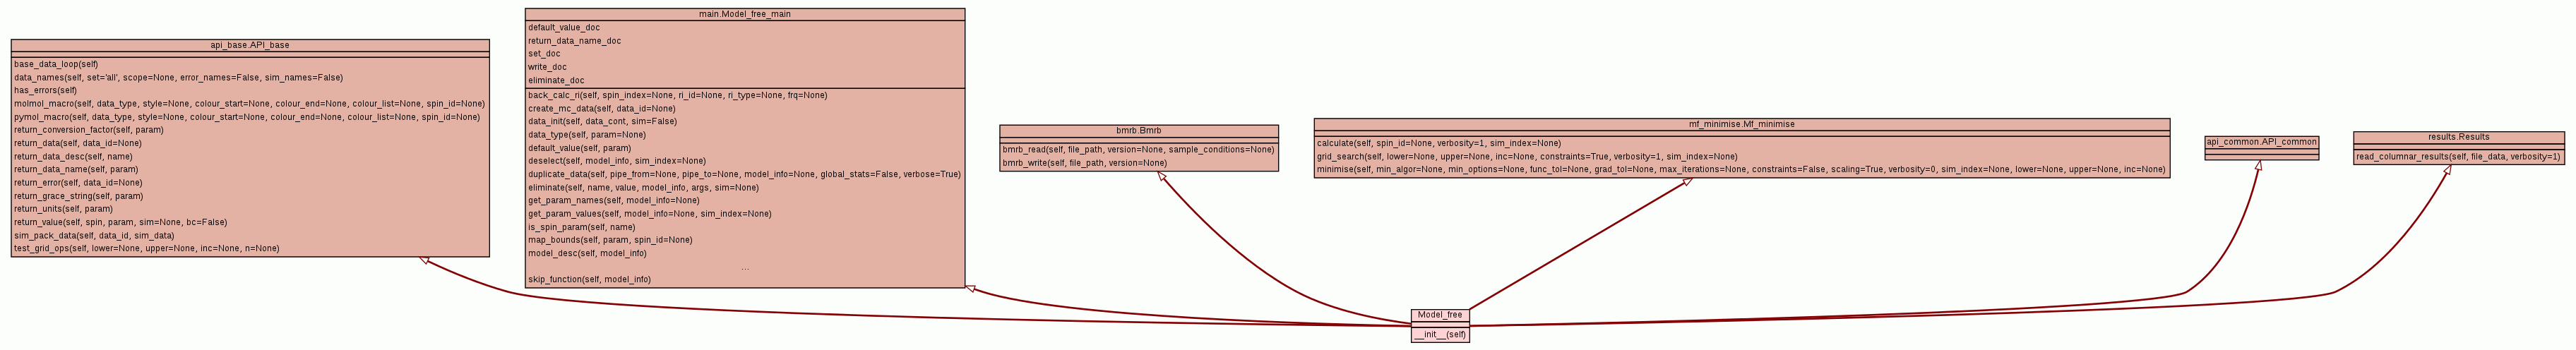 api_base.API_base
base_data_loop(self)
data_names(self, set='all', scope=None, error_names=False, sim_names=False)
has_errors(self)
molmol_macro(self, data_type, style=None, colour_start=None, colour_end=None, colour_list=None, spin_id=None)
pymol_macro(self, data_type, style=None, colour_start=None, colour_end=None, colour_list=None, spin_id=None)
return_conversion_factor(self, param)
return_data(self, data_id=None)
return_data_desc(self, name)
return_data_name(self, param)
return_error(self, data_id=None)
return_grace_string(self, param)
return_units(self, param)
return_value(self, spin, param, sim=None, bc=False)
sim_pack_data(self, data_id, sim_data)
test_grid_ops(self, lower=None, upper=None, inc=None, n=None)
main.Model_free_main
default_value_doc
return_data_name_doc
set_doc
write_doc
eliminate_doc
back_calc_ri(self, spin_index=None, ri_id=None, ri_type=None, frq=None)
create_mc_data(self, data_id=None)
data_init(self, data_cont, sim=False)
data_type(self, param=None)
default_value(self, param)
deselect(self, model_info, sim_index=None)
duplicate_data(self, pipe_from=None, pipe_to=None, model_info=None, global_stats=False, verbose=True)
eliminate(self, name, value, model_info, args, sim=None)
get_param_names(self, model_info=None)
get_param_values(self, model_info=None, sim_index=None)
is_spin_param(self, name)
map_bounds(self, param, spin_id=None)
model_desc(self, model_info)
...
skip_function(self, model_info)
bmrb.Bmrb
bmrb_read(self, file_path, version=None, sample_conditions=None)
bmrb_write(self, file_path, version=None)
mf_minimise.Mf_minimise
calculate(self, spin_id=None, verbosity=1, sim_index=None)
grid_search(self, lower=None, upper=None, inc=None, constraints=True, verbosity=1, sim_index=None)
minimise(self, min_algor=None, min_options=None, func_tol=None, grad_tol=None, max_iterations=None, constraints=False, scaling=True, verbosity=0, sim_index=None, lower=None, upper=None, inc=None)
api_common.API_common
results.Results
read_columnar_results(self, file_data, verbosity=1)
Model_free
__init__(self)